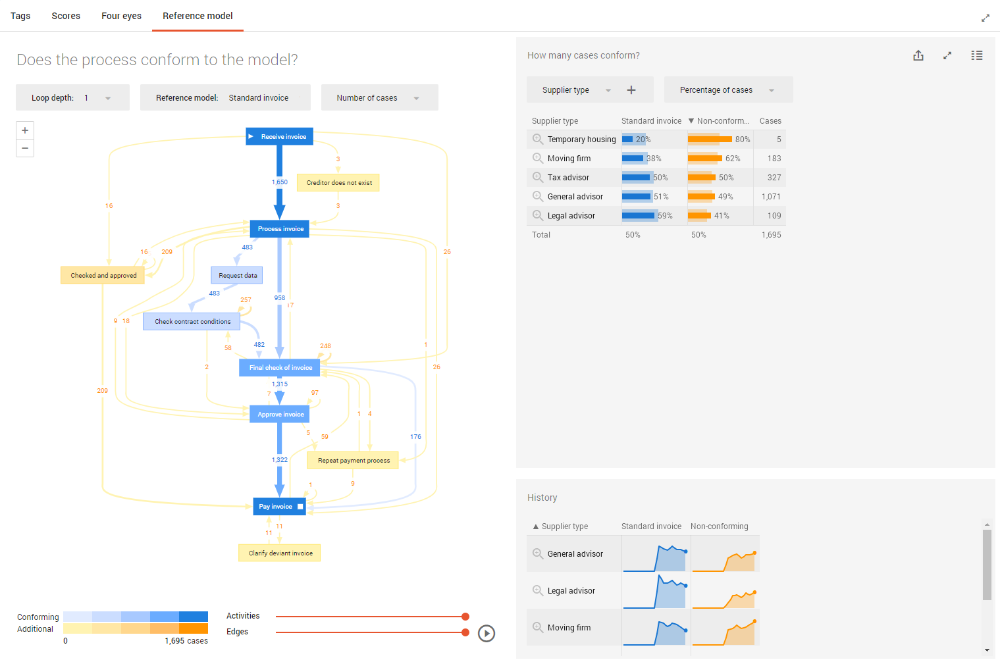 Tags Scores Four eyes Reference model
Does the process conform to the model?
Loop depth: 1 Reference model: Standard invoice Number of cases
+
−
Receive invoice
3
1,650
Creditor does not exist
16
3
Process invoice
483
16 209
26
Checked and approved
Request data
483
257
958
17
9 18
Check contract conditions
482
58
248
1
2
Final check of invoice
26
1,315
209
7
97
Approve invoice
1 4
5
59
176
1,322
Repeat payment process
1
9
Pay invoice
11
11
Clarify deviant invoice
Conforming
Additional
0 1,695 cases
Activities
Edges
How many cases conform?
Supplier type + Percentage of cases
Supplier type Standard invoice ▼ Non-conform... Cases
Temporary housing 20% 80% 5
Moving firm 38% 62% 183
Tax advisor 50% 50% 327
General advisor 51% 49% 1,071
Legal advisor 59% 41% 109
Total 50% 50% 1,695
History
▲ Supplier type Standard invoice Non-conforming
General advisor
Legal advisor
Moving firm